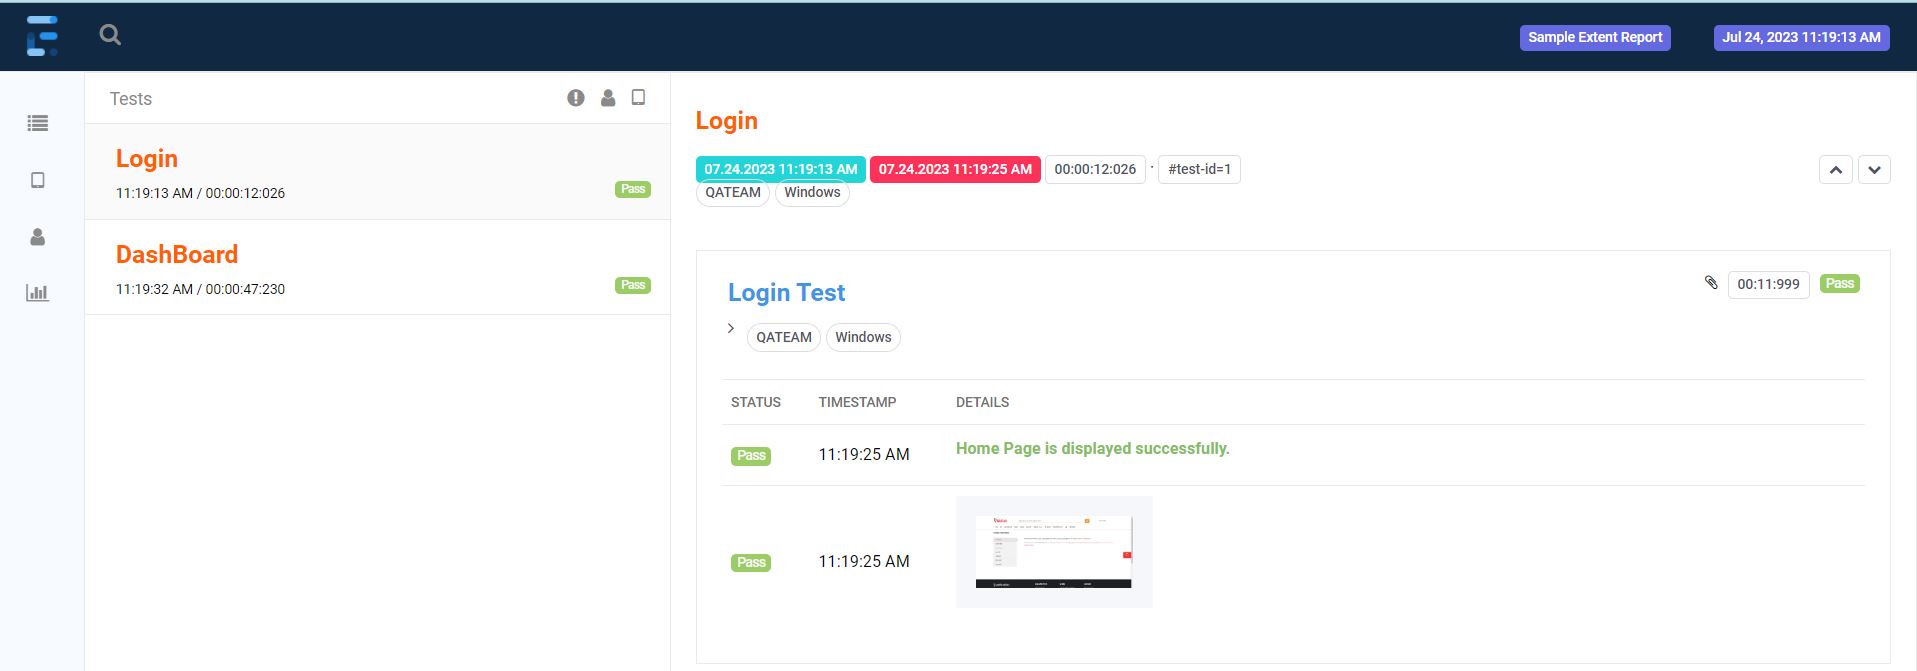 Sample Extent Report
Jul 24, 2023 11:19:13 AM
Tests
Login
11:19:13 AM / 00:00:12:026
Pass
DashBoard
11:19:32 AM / 00:00:47:230
Pass
Login
07.24.2023 11:19:13 AM 07.24.2023 11:19:25 AM 00:00:12:026 · #test-id=1
QATEAM Windows
Login Test
00:11:999 Pass
QATEAM Windows
STATUS TIMESTAMP DETAILS
Pass 11:19:25 AM Home Page is displayed successfully.
Pass 11:19:25 AM